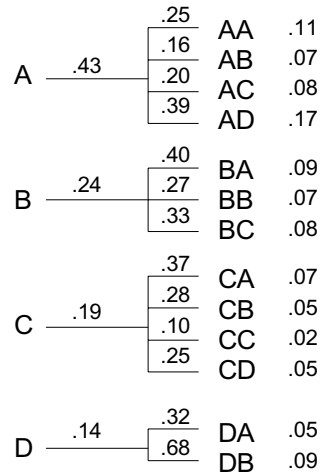 .25 AA .11
.16 AB .07
A .43 .20 AC .08
.39 AD .17
.40 BA .09
B .24 .27 BB .07
.33 BC .08
.37 CA .07
.28 CB .05
C .19 .10 CC .02
.25 CD .05
.32 DA .05
D .14 .68 DB .09